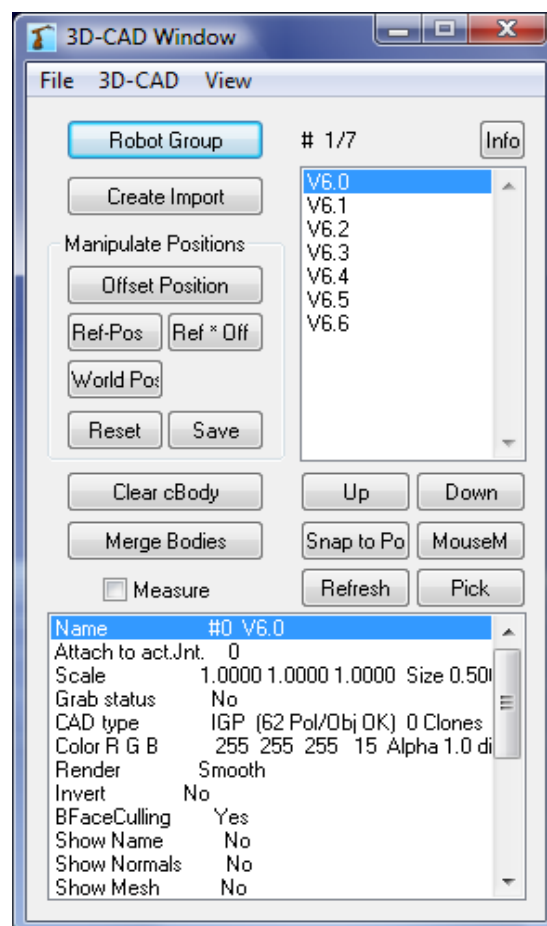 3D-CAD Window
File 3D-CAD View
Robot Group # 1/7 Info
Create Import
V6.0
V6.1
V6.2
V6.3
V6.4
V6.5
V6.6
Manipulate Positions
Offset Position
Ref-Pos Ref * Off
World Pos
Reset Save
Clear cBody Up Down
Merge Bodies Snap to Po MouseM
Measure Refresh Pick
Name #0 V6.0
Attach to act.Jnt. 0
Scale 1.0000 1.0000 1.0000 Size 0.500
Grab status No
CAD type IGP (62 Pol/Obj OK) 0 Clones
Color R G B 255 255 255 15 Alpha 1.0 di
Render Smooth
Invert No
BFaceCulling Yes
Show Name No
Show Normals No
Show Mesh No